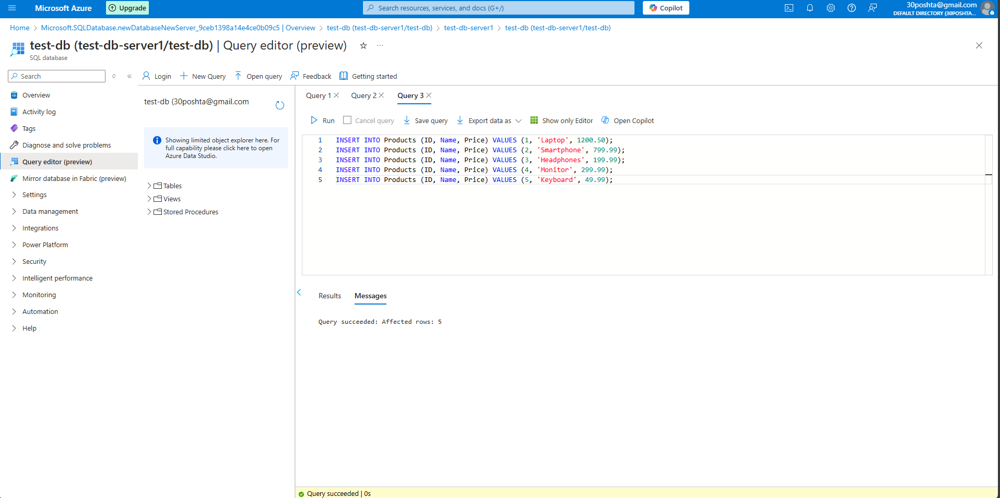 Microsoft Azure
Upgrade
Search resources, services, and docs (G+/)
Copilot
30poshta@gmail.com
DEFAULT DIRECTORY (30POSHTA...
Home > Microsoft.SQLDatabase.newDatabaseNewServer_9ceb1398a14e4ce0b09c5 | Overview > test-db (test-db-server1/test-db) > test-db-server1 > test-db (test-db-server1/test-db)
test-db (test-db-server1/test-db) | Query editor (preview) ☆ ...
SQL database
Search
Login
New Query
Open query
Feedback
Getting started
Overview
Activity log
Tags
Diagnose and solve problems
Query editor (preview)
Mirror database in Fabric (preview)
Settings
Data management
Integrations
Power Platform
Security
Intelligent performance
Monitoring
Automation
Help
test-db (30poshta@gmail.com
Showing limited object explorer here. For
full capability please click here to open
Azure Data Studio.
Tables
Views
Stored Procedures
Query 1
Query 2
Query 3
Run
Cancel query
Save query
Export data as
Show only Editor
Open Copilot
1 INSERT INTO Products (ID, Name, Price) VALUES (1, 'Laptop', 1200.50);
2 INSERT INTO Products (ID, Name, Price) VALUES (2, 'Smartphone', 799.99);
3 INSERT INTO Products (ID, Name, Price) VALUES (3, 'Headphones', 199.99);
4 INSERT INTO Products (ID, Name, Price) VALUES (4, 'Monitor', 299.99);
5 INSERT INTO Products (ID, Name, Price) VALUES (5, 'Keyboard', 49.99);
Results
Messages
Query succeeded: Affected rows: 5
Query succeeded | 0s